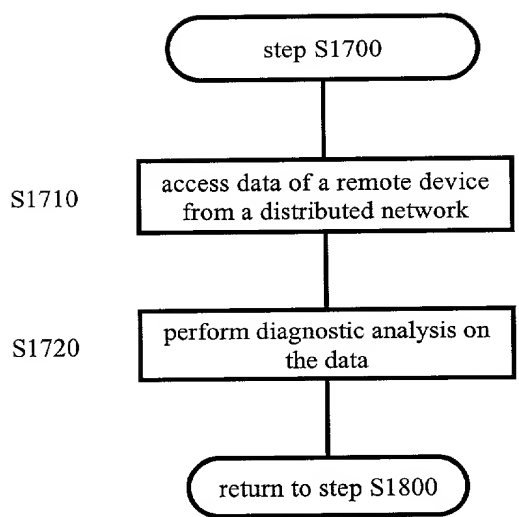 step S1700
S1710
access data of a remote device
from a distributed network
S1720
perform diagnostic analysis on
the data
return to step S1800